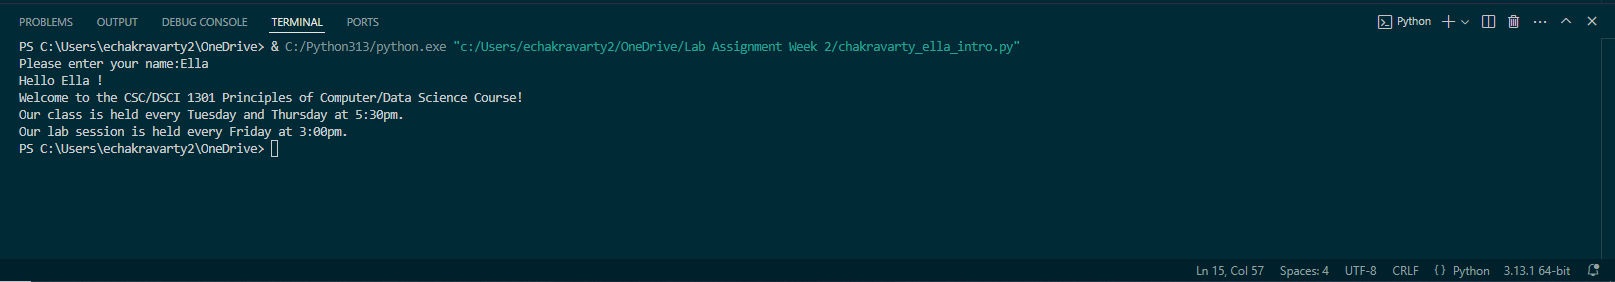 PROBLEMS OUTPUT DEBUG CONSOLE TERMINAL PORTS Python
PS C:\Users\echakravarty2\OneDrive> & C:/Python313/python.exe "c:/Users/echakravarty2/OneDrive/Lab Assignment Week 2/chakravarty_ella_intro.py"
Please enter your name:Ella
Hello Ella !
Welcome to the CSC/DSCI 1301 Principles of Computer/Data Science Course!
Our class is held every Tuesday and Thursday at 5:30pm.
Our lab session is held every Friday at 3:00pm.
PS C:\Users\echakravarty2\OneDrive>
Ln 15, Col 57 Spaces: 4 UTF-8 CRLF {} Python 3.13.1 64-bit